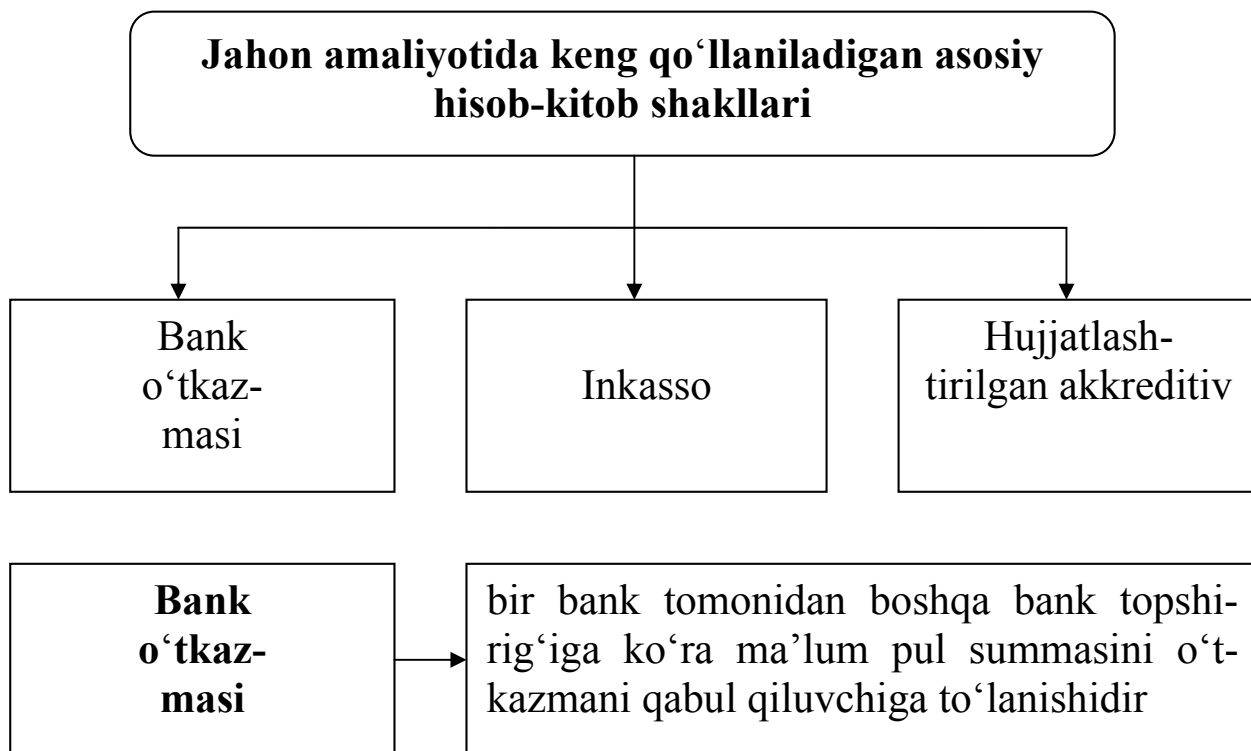 Jahon amaliyotida keng qo‘llaniladigan asosiy
hisob-kitob shakllari
Bank
o‘tkaz-
masi
Inkasso
Hujjatlash-
tirilgan akkreditiv
Bank
o‘tkaz-
masi
bir bank tomonidan boshqa bank topshi-
rig‘iga ko‘ra ma’lum pul summasini o‘t-
kazmani qabul qiluvchiga to‘lanishidir